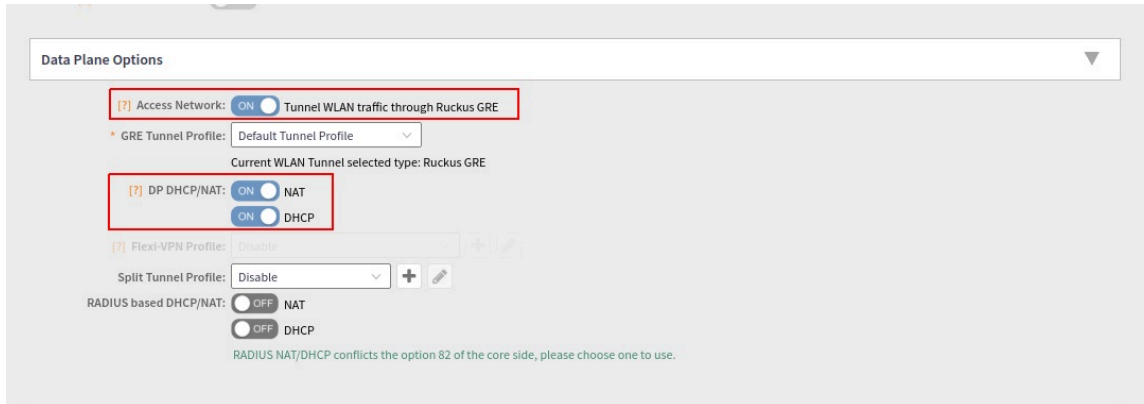 Data Plane Options
[?] Access Network: ON Tunnel WLAN traffic through Ruckus GRE
* GRE Tunnel Profile: Default Tunnel Profile
Current WLAN Tunnel selected type: Ruckus GRE
[?] DP DHCP/NAT: ON NAT
ON DHCP
[?] Flexi-VPN Profile: Disable
Split Tunnel Profile: Disable
RADIUS based DHCP/NAT: OFF NAT
OFF DHCP
RADIUS NAT/DHCP conflicts the option 82 of the core side, please choose one to use.